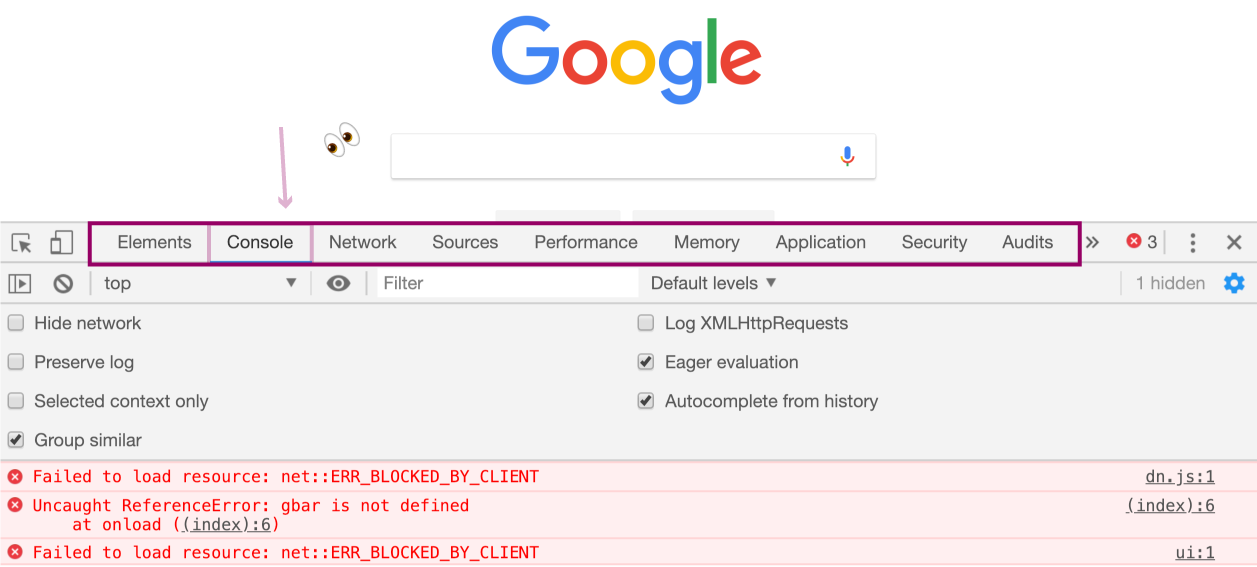 Google
Elements Console Network Sources Performance Memory Application Security Audits » 3
top Filter Default levels 1 hidden
Hide network Log XMLHttpRequests
Preserve log Eager evaluation
Selected context only Autocomplete from history
Group similar
Failed to load resource: net::ERR_BLOCKED_BY_CLIENT dn.js:1
Uncaught ReferenceError: gbar is not defined (index):6
at onload ((index):6)
Failed to load resource: net::ERR_BLOCKED_BY_CLIENT ui:1